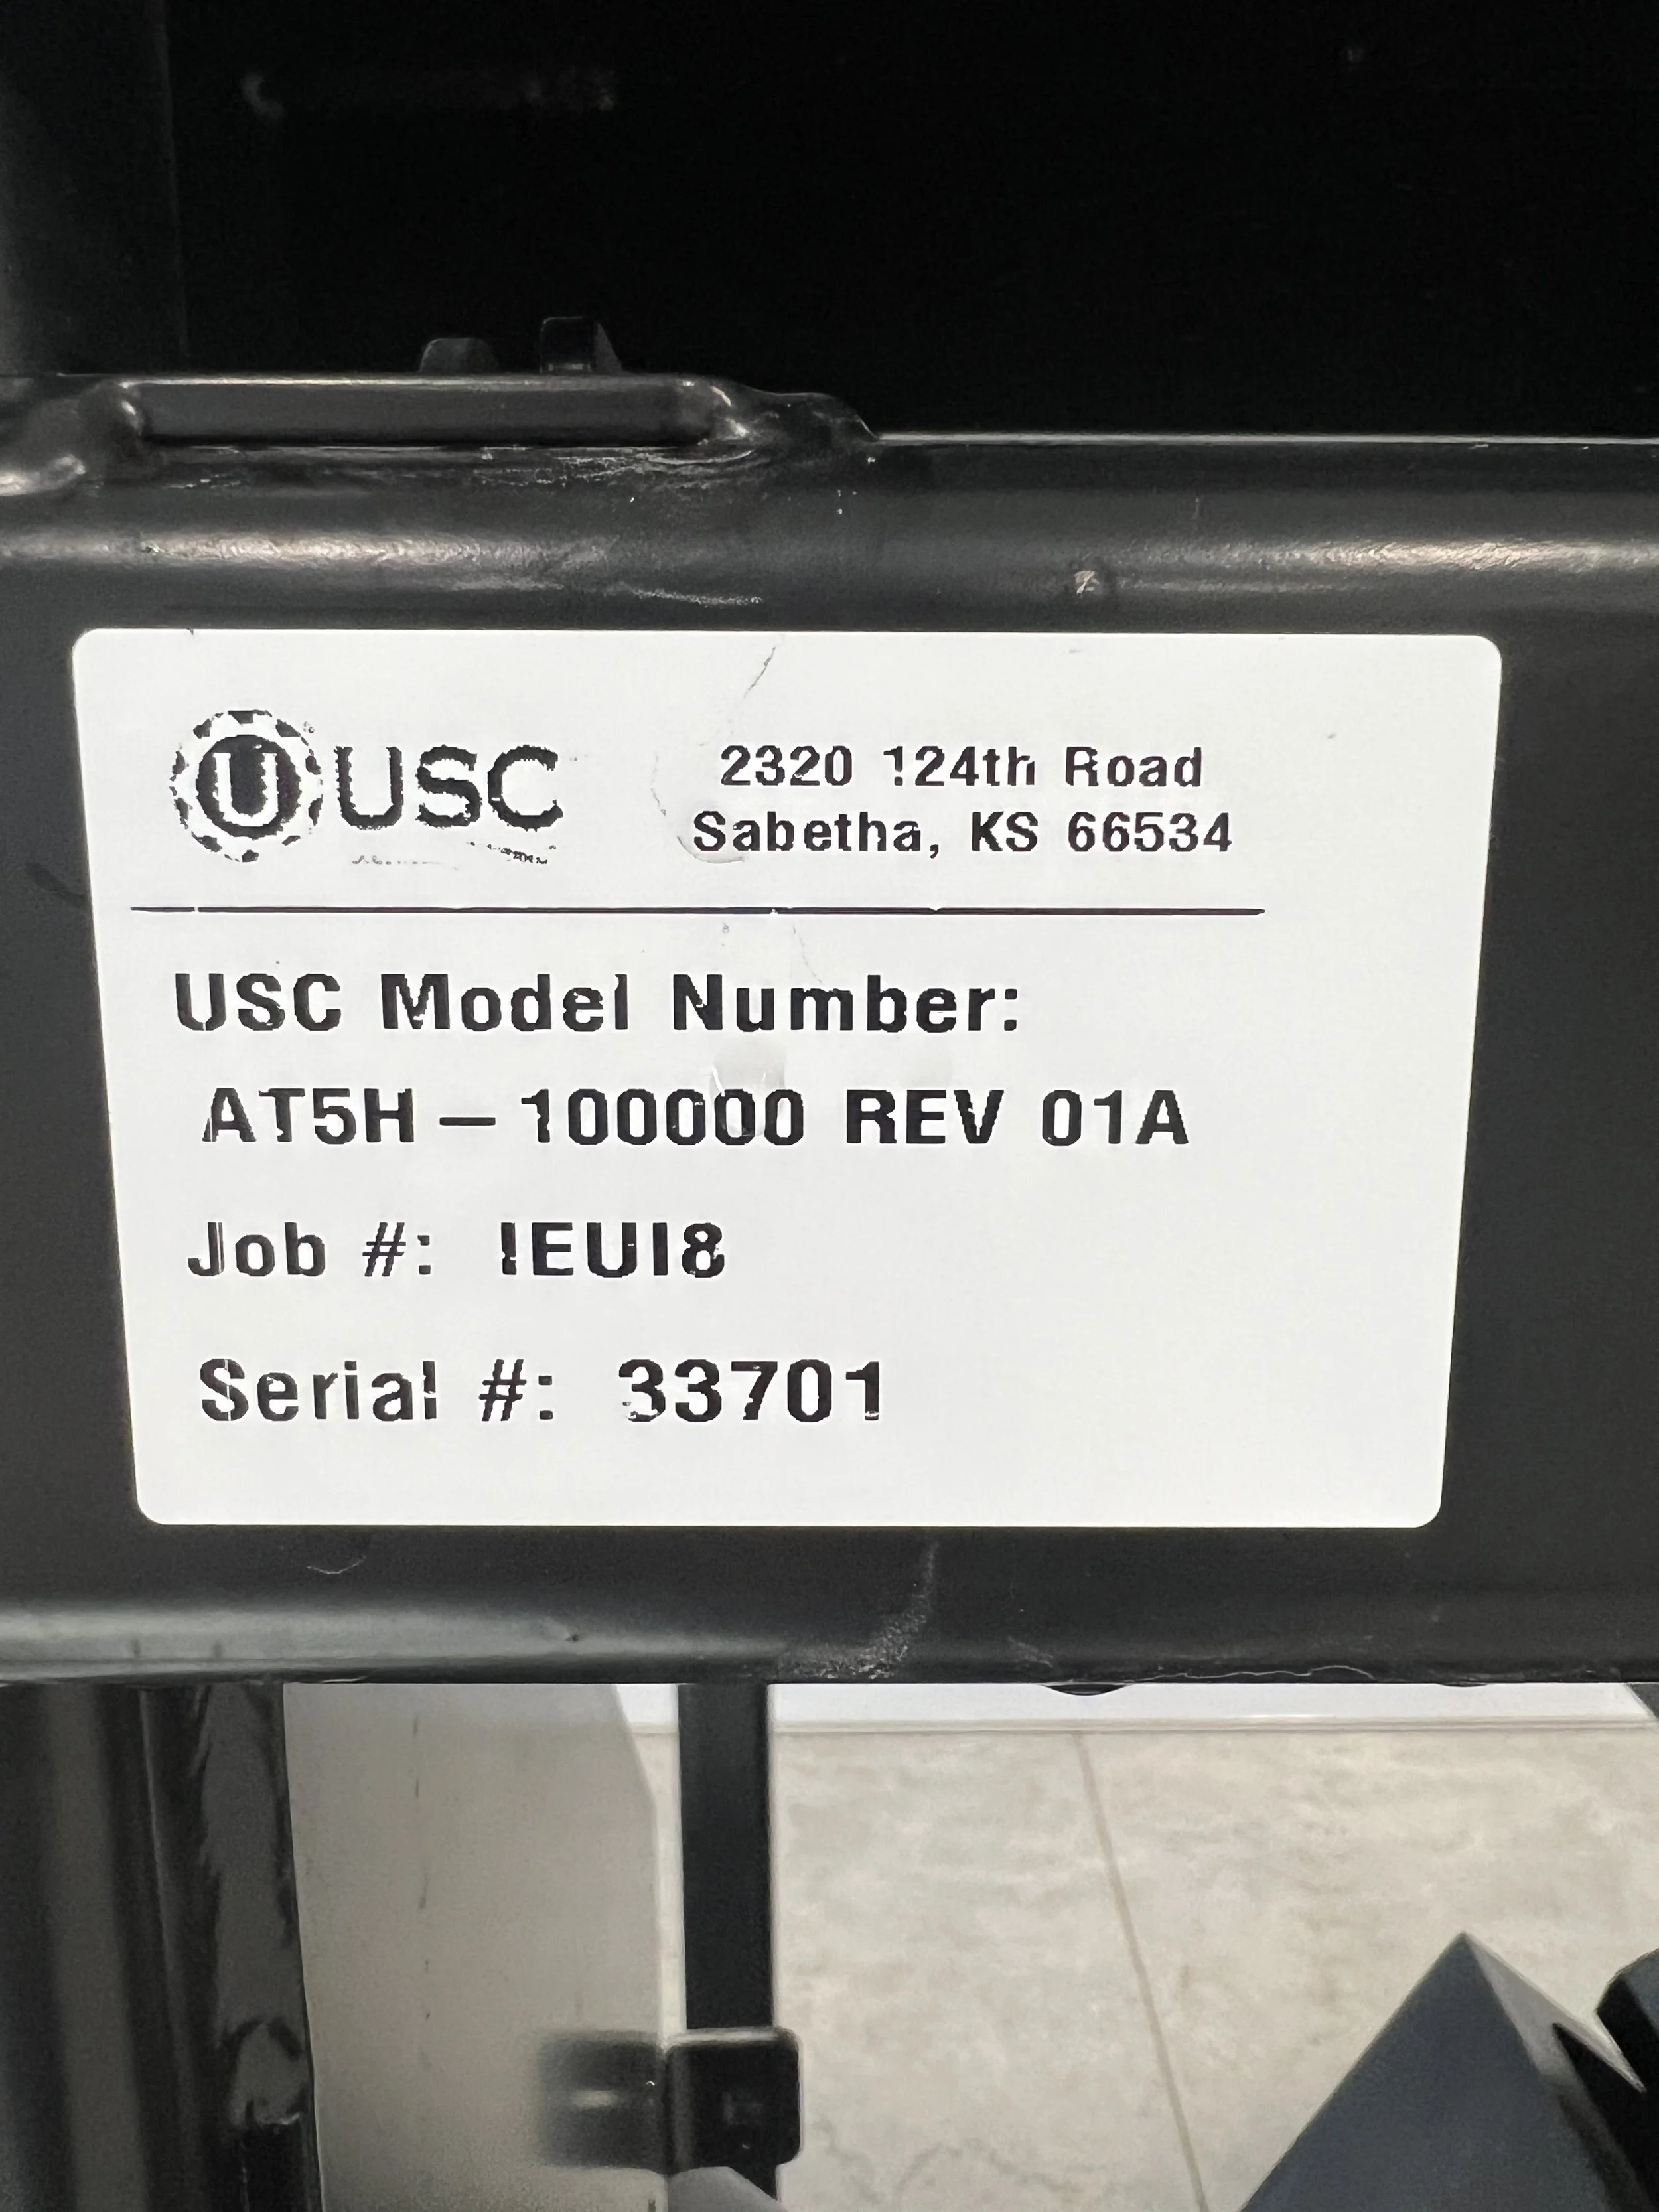 U USC
2320 124th Road
Sabetha, KS 66534
USC Model Number:
AT5H - 100000 REV 01A
Job #: IEUI8
Serial #: 33701